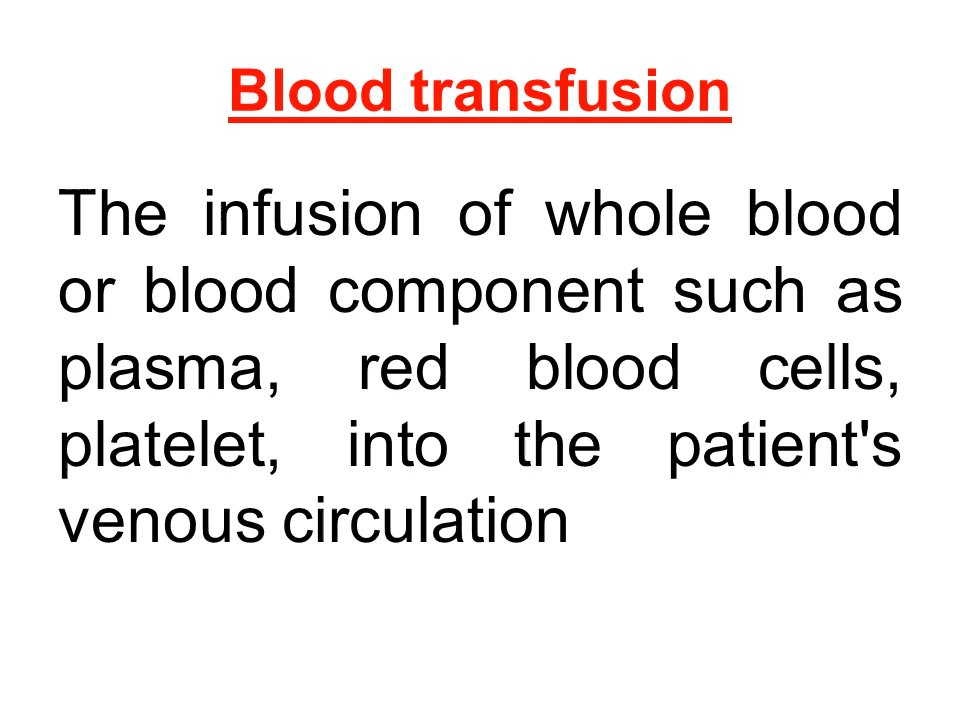 Blood transfusion
The infusion of whole blood
or blood component such as
plasma, red blood cells,
platelet, into the patient's
venous circulation